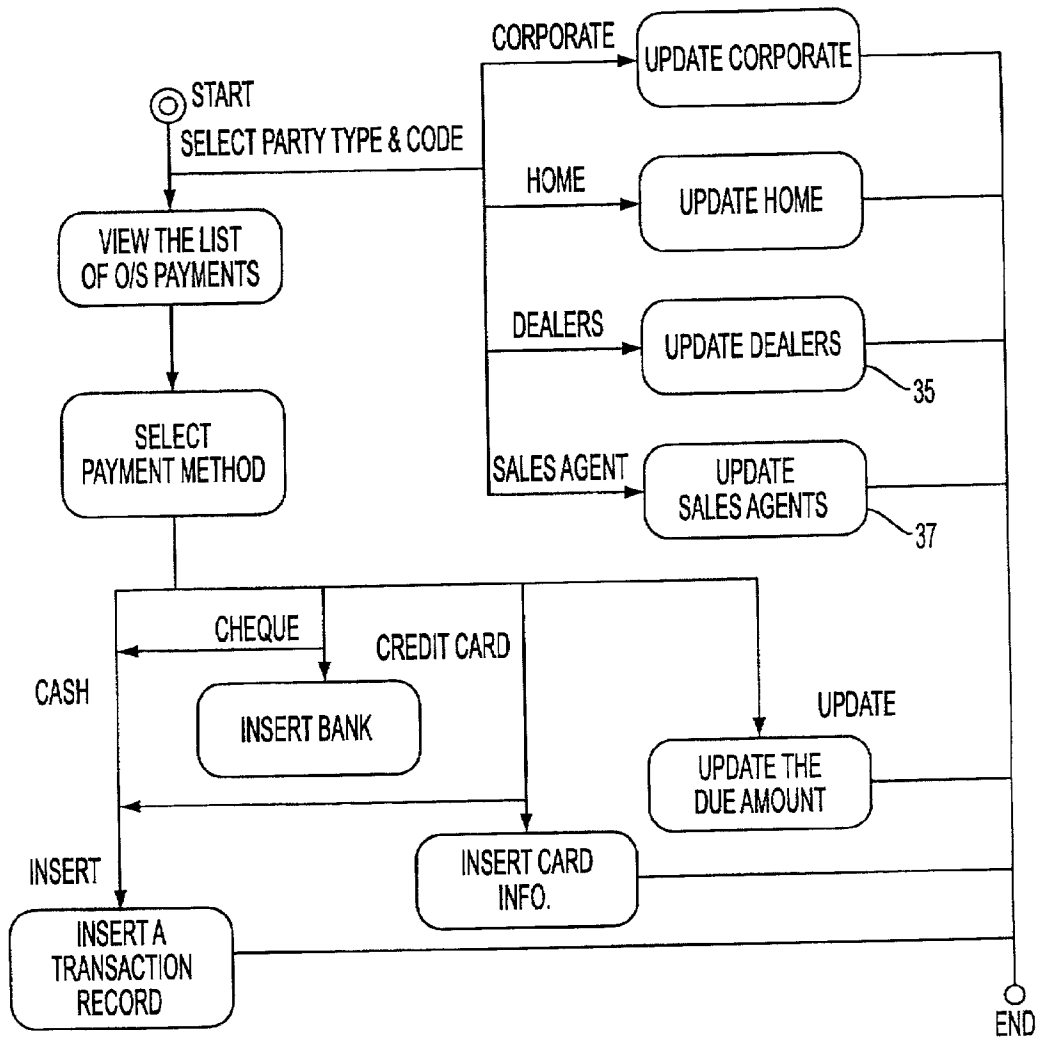 START
SELECT PARTY TYPE & CODE
CORPORATE
UPDATE CORPORATE
HOME
UPDATE HOME
VIEW THE LIST
OF O/S PAYMENTS
DEALERS
UPDATE DEALERS
35
SELECT
PAYMENT METHOD
SALES AGENT
UPDATE
SALES AGENTS
37
CHEQUE
CREDIT CARD
CASH
INSERT BANK
UPDATE
UPDATE THE
DUE AMOUNT
INSERT
INSERT CARD
INFO.
INSERT A
TRANSACTION
RECORD
END